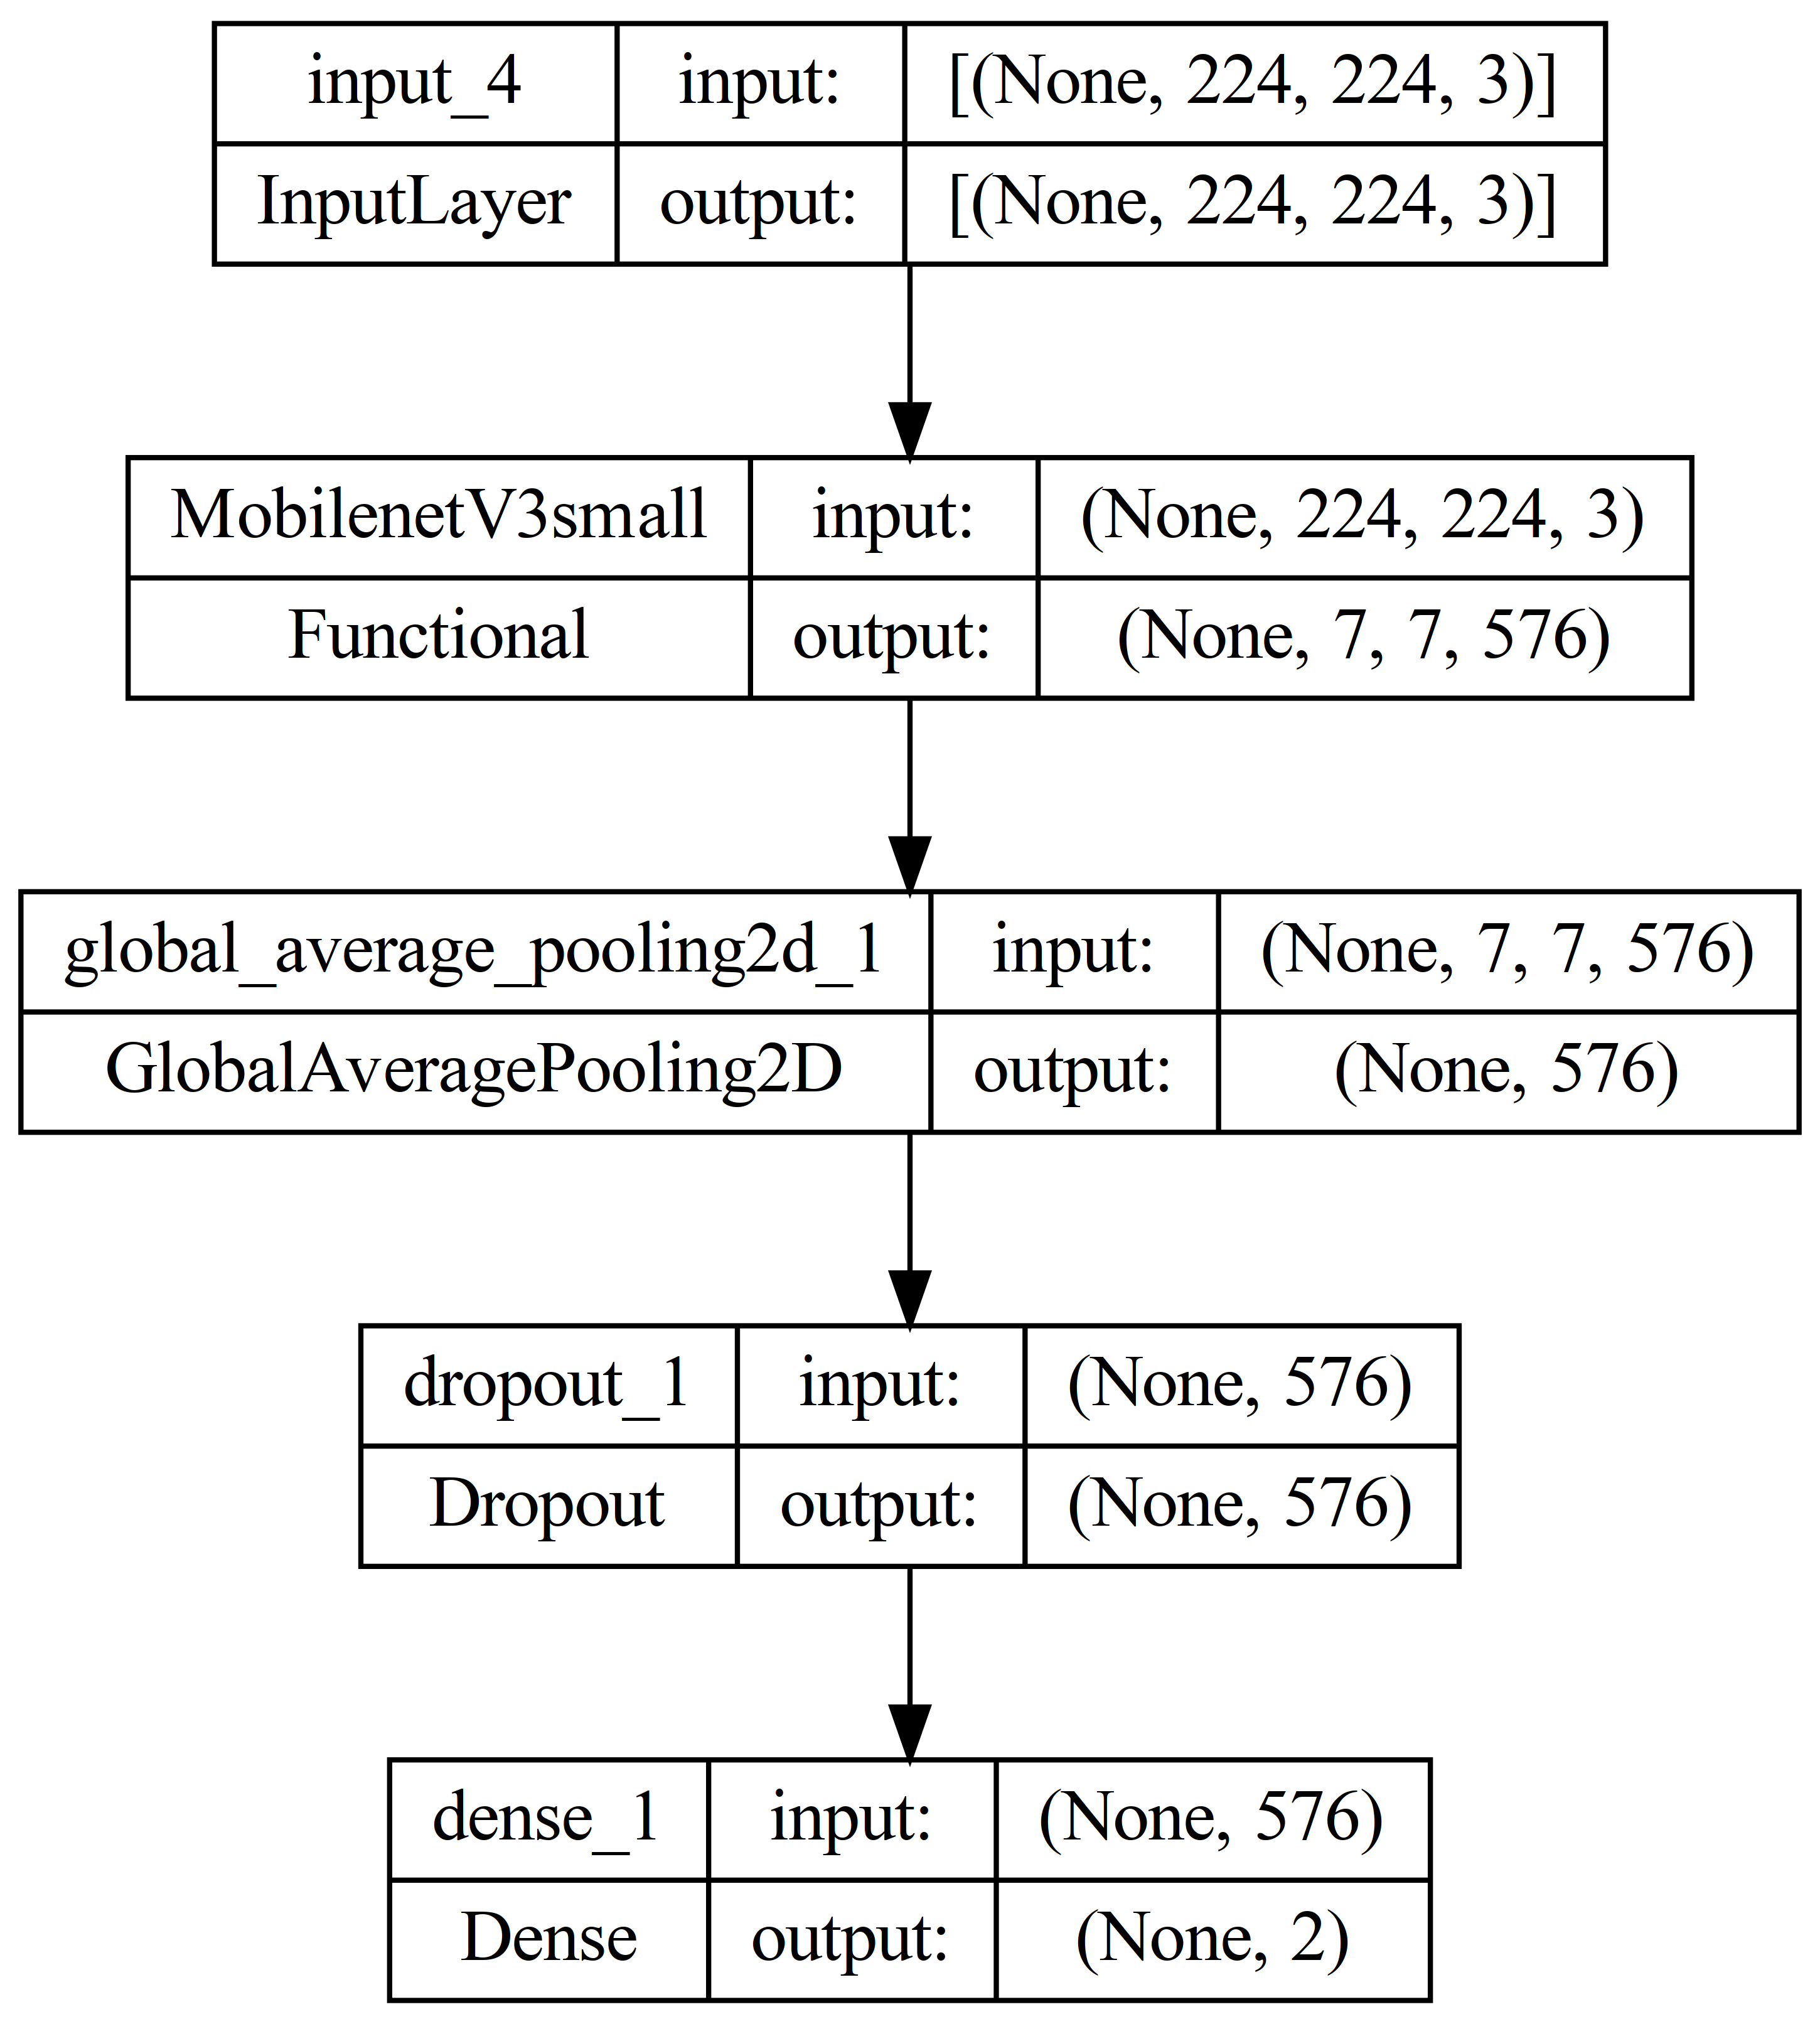 input_4 input: [(None, 224, 224, 3)]
InputLayer output: [(None, 224, 224, 3)]
MobilenetV3small input: (None, 224, 224, 3)
Functional output: (None, 7, 7, 576)
global_average_pooling2d_1 input: (None, 7, 7, 576)
GlobalAveragePooling2D output: (None, 576)
dropout_1 input: (None, 576)
Dropout output: (None, 576)
dense_1 input: (None, 576)
Dense output: (None, 2)